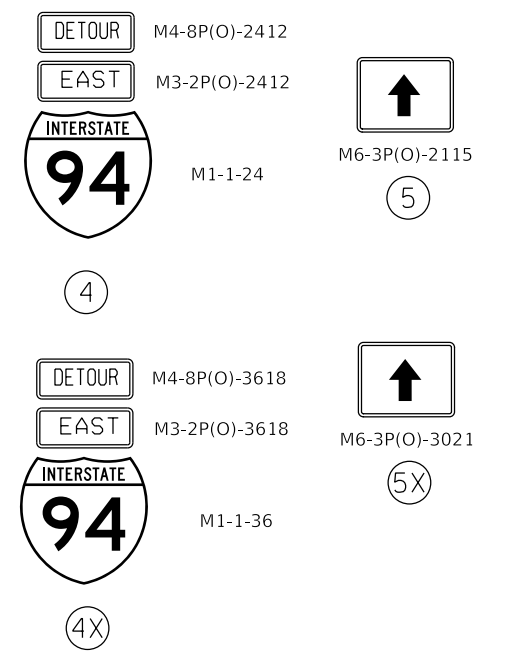 DETOUR M4-8P(O)-2412
EAST M3-2P(O)-2412
INTERSTATE
94 M1-1-24
4
M6-3P(O)-2115
5
DETOUR M4-8P(O)-3618
EAST M3-2P(O)-3618
INTERSTATE
94 M1-1-36
4X
M6-3P(O)-3021
5X